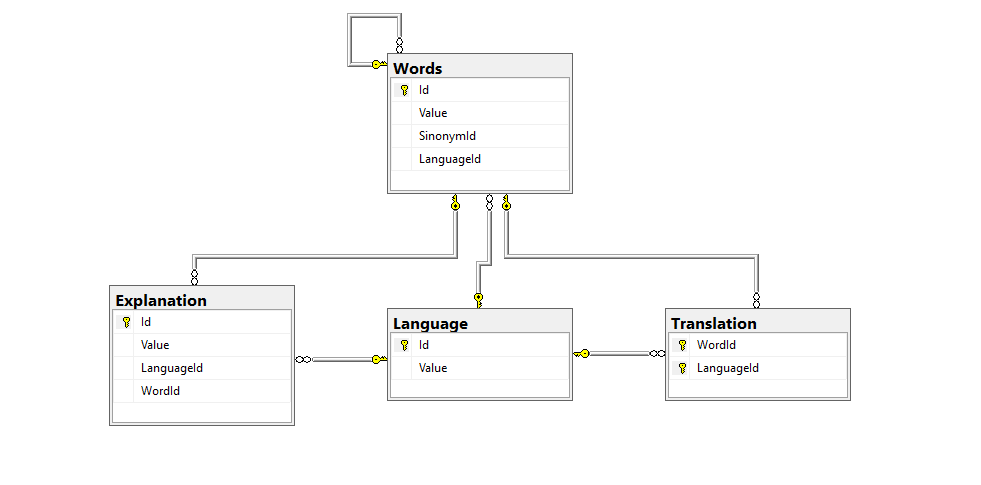 Words
Id
Value
SinonymId
LanguageId
Explanation
Id
Value
LanguageId
WordId
Language
Id
Value
Translation
WordId
LanguageId